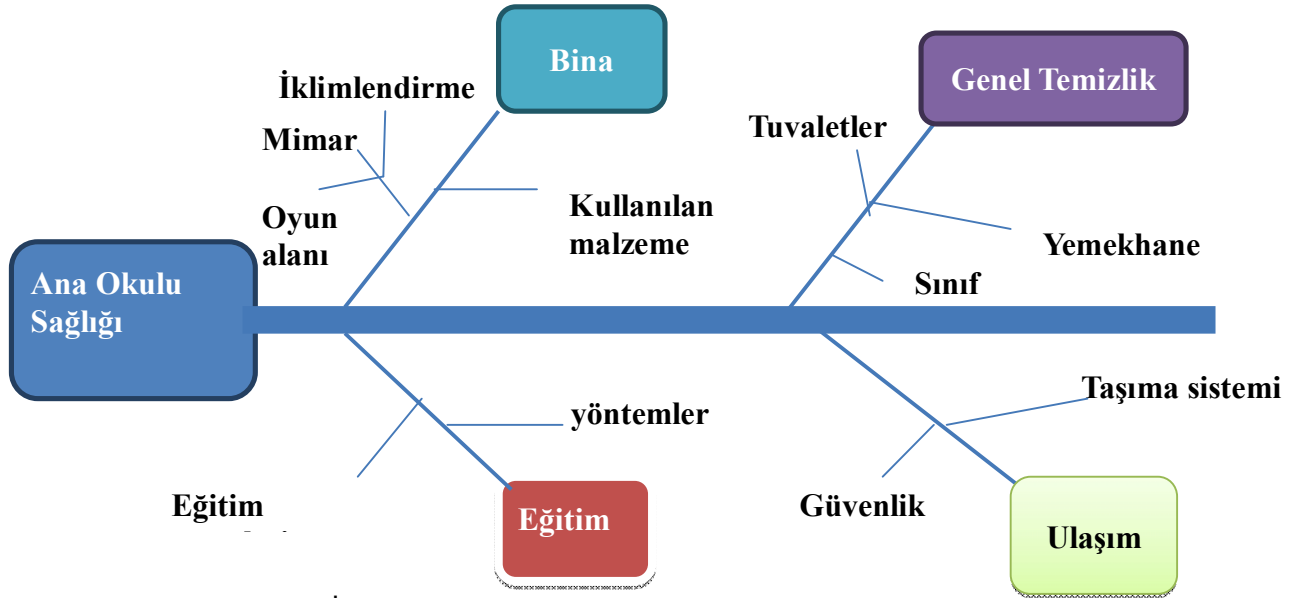 Bina
Genel Temizlik
İklimlendirme
Mimar
Tuvaletler
Oyun
alanı
Kullanılan
malzeme
Yemekhane
Sınıf
Ana Okulu
Sağlığı
Taşıma sistemi
yöntemler
Eğitim
Eğitim
Güvenlik
Ulaşım